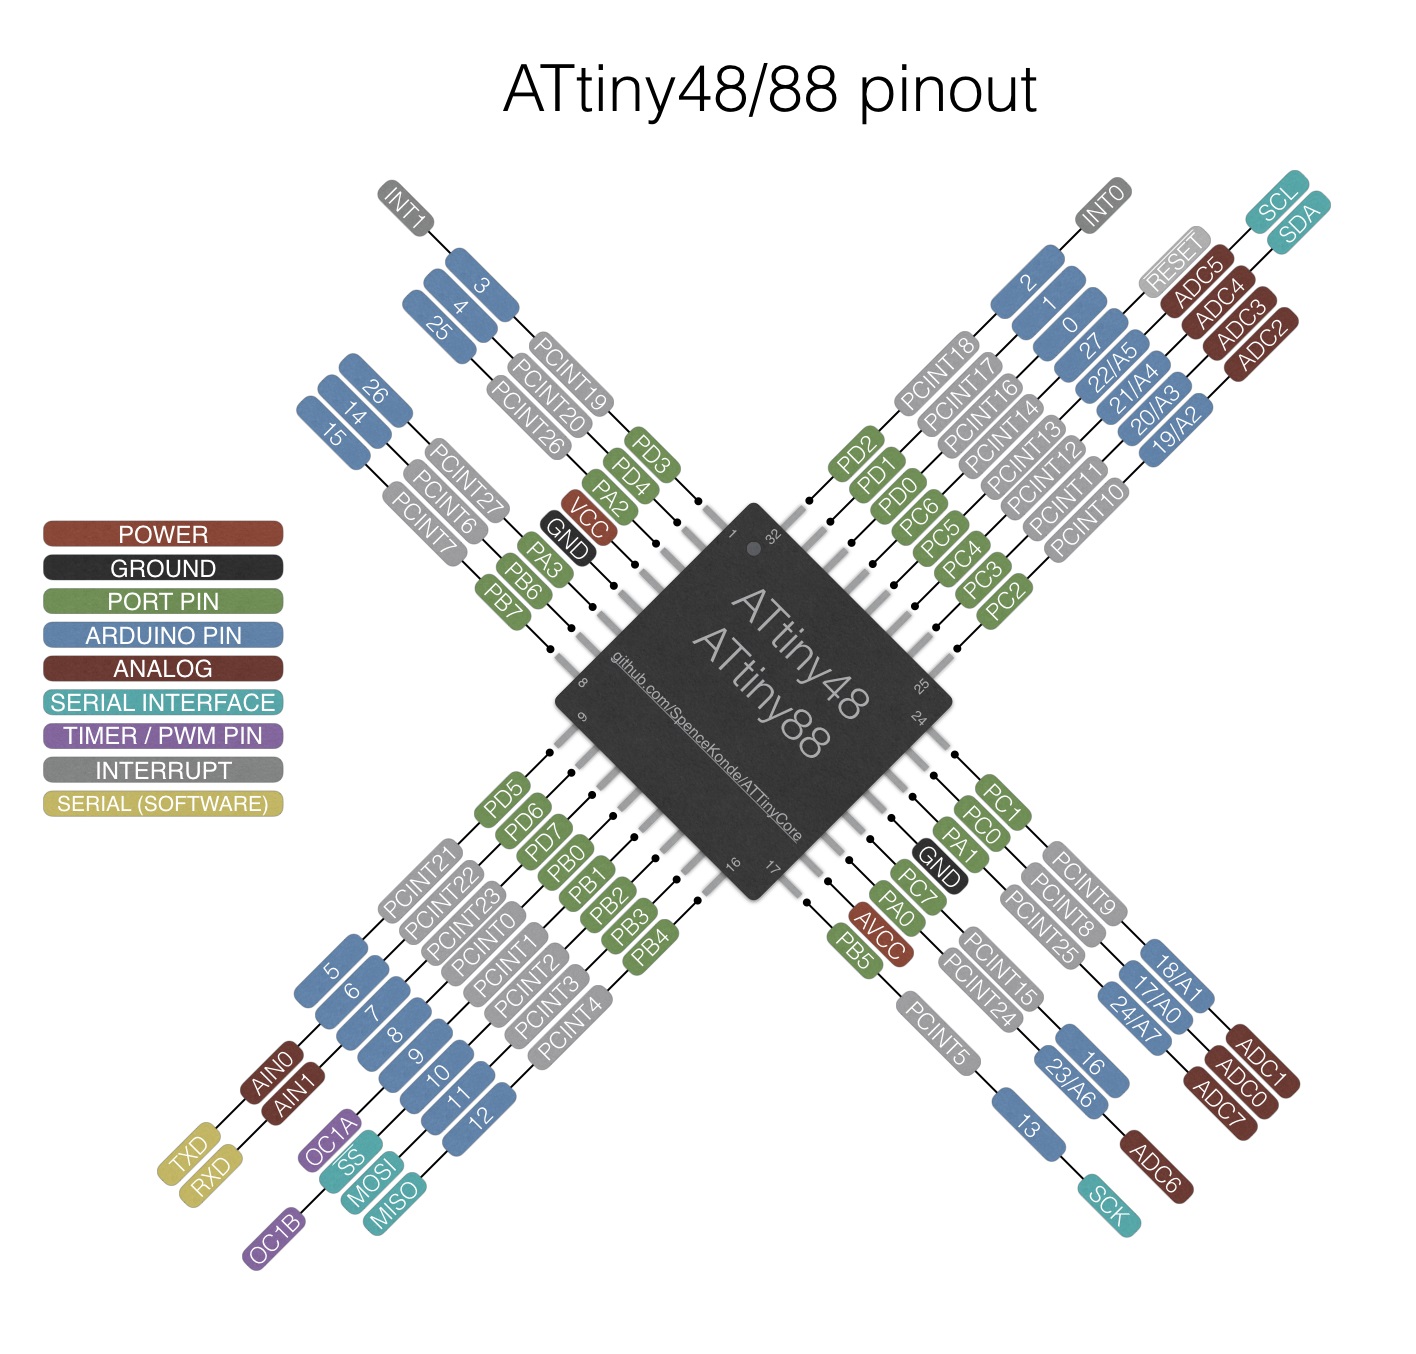 ATtiny48/88 pinout
INT1
3 PCINT19 PD3
4 PCINT20 PD4
25 PCINT26 PA2
VCC
GND
26 PCINT27 PA3
14 PCINT6 PB6
15 PCINT7 PB7
PD2 PCINT18 2 INT0
PD1 PCINT17 1
PD0 PCINT16 0
PC6 PCINT14 27 RESET
PC5 PCINT13 22/A5 ADC5 SCL
PC4 PCINT12 21/A4 ADC4 SDA
PC3 PCINT11 20/A3 ADC3
PC2 PCINT10 19/A2 ADC2
POWER
GROUND
PORT PIN
ARDUINO PIN
ANALOG
SERIAL INTERFACE
TIMER / PWM PIN
INTERRUPT
SERIAL (SOFTWARE)
1
32
8
9
25
24
16
17
ATtiny48
ATtiny88
github.com/SpenceKonde/ATTinyCore
PD5 PCINT21 5
PD6 PCINT22 6 AIN0 TXD
PD7 PCINT23 7 AIN1 RXD
PB0 PCINT0 8
PB1 PCINT1 9 OC1A
PB2 PCINT2 10 SS OC1B
PB3 PCINT3 11 MOSI
PB4 PCINT4 12 MISO
PC1 PCINT9 18/A1 ADC1
PC0 PCINT8 17/A0 ADC0
PA1 PCINT25 24/A7 ADC7
GND
PC7 PCINT15 16
PA0 PCINT24 23/A6 ADC6
AVCC
PB5 PCINT5 13 SCK